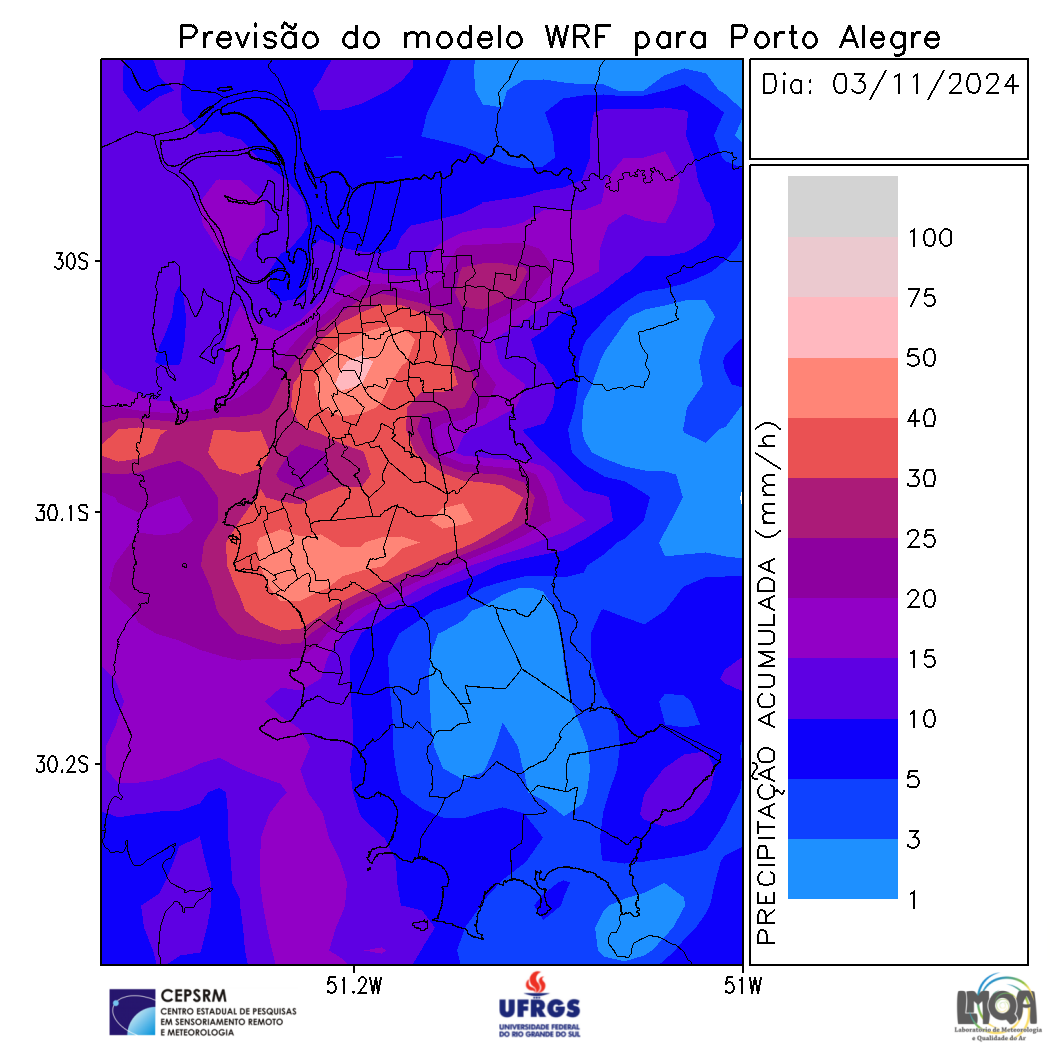 Previsão do modelo WRF para Porto Alegre
Dia: 03/11/2024
30S
30.1S
30.2S
51.2W
51W
PRECIPITAÇÃO ACUMULADA (mm/h)
100
75
50
40
30
25
20
15
10
5
3
1
CEPSRM
CENTRO ESTADUAL DE PESQUISAS
EM SENSORIAMENTO REMOTO
E METEOROLOGIA
UFRGS
UNIVERSIDADE FEDERAL
DO RIO GRANDE DO SUL
LMQA
Laboratório de Meteorologia
e Qualidade do Ar